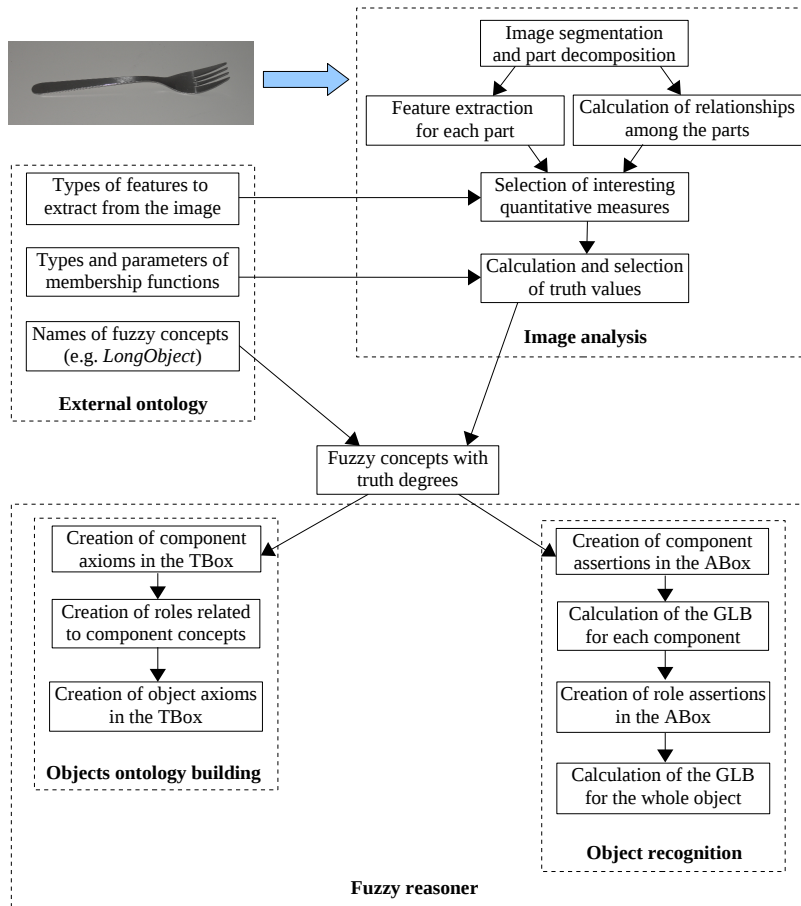 Image segmentation
and part decomposition
Feature extraction
for each part
Calculation of relationships
among the parts
Types of features to
extract from the image
Selection of interesting
quantitative measures
Types and parameters of
membership functions
Calculation and selection
of truth values
Names of fuzzy concepts
(e.g. LongObject)
Image analysis
External ontology
Fuzzy concepts with
truth degrees
Creation of component
axioms in the TBox
Creation of roles related
to component concepts
Creation of object axioms
in the TBox
Objects ontology building
Creation of component
assertions in the ABox
Calculation of the GLB
for each component
Creation of role assertions
in the ABox
Calculation of the GLB
for the whole object
Object recognition
Fuzzy reasoner